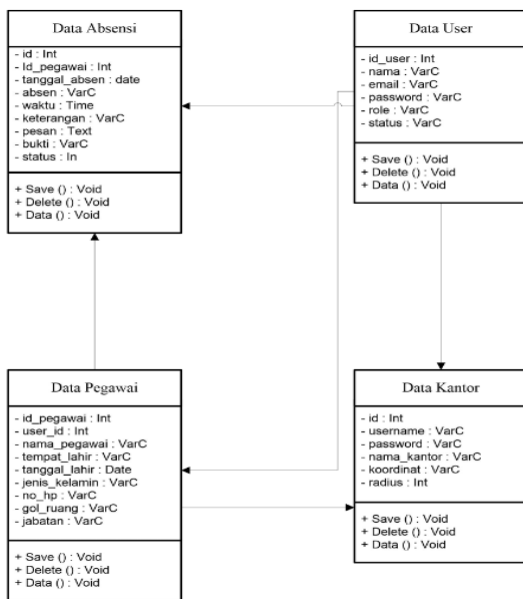 Data Absensi
- id : Int
- Id_pegawai : Int
- tanggal_absen : date
- absen : VarC
- waktu : Time
- keterangan : VarC
- pesan : Text
- bukti : VarC
- status : In
+ Save () : Void
+ Delete () : Void
+ Data () : Void
Data User
- id_user : Int
- nama : VarC
- email : VarC
- password : VarC
- role : VarC
- status : VarC
+ Save () : Void
+ Delete () : Void
+ Data () : Void
Data Pegawai
- id_pegawai : Int
- user_id : Int
- nama_pegawai : VarC
- tempat_lahir : VarC
- tanggal_lahir : Date
- jenis_kelamin : VarC
- no_hp : VarC
- gol_ruang : VarC
- jabatan : VarC
+ Save () : Void
+ Delete () : Void
+ Data () : Void
Data Kantor
- id : Int
- username : VarC
- password : VarC
- nama_kantor : VarC
- koordinat : VarC
- radius : Int
+ Save () : Void
+ Delete () : Void
+ Data () : Void